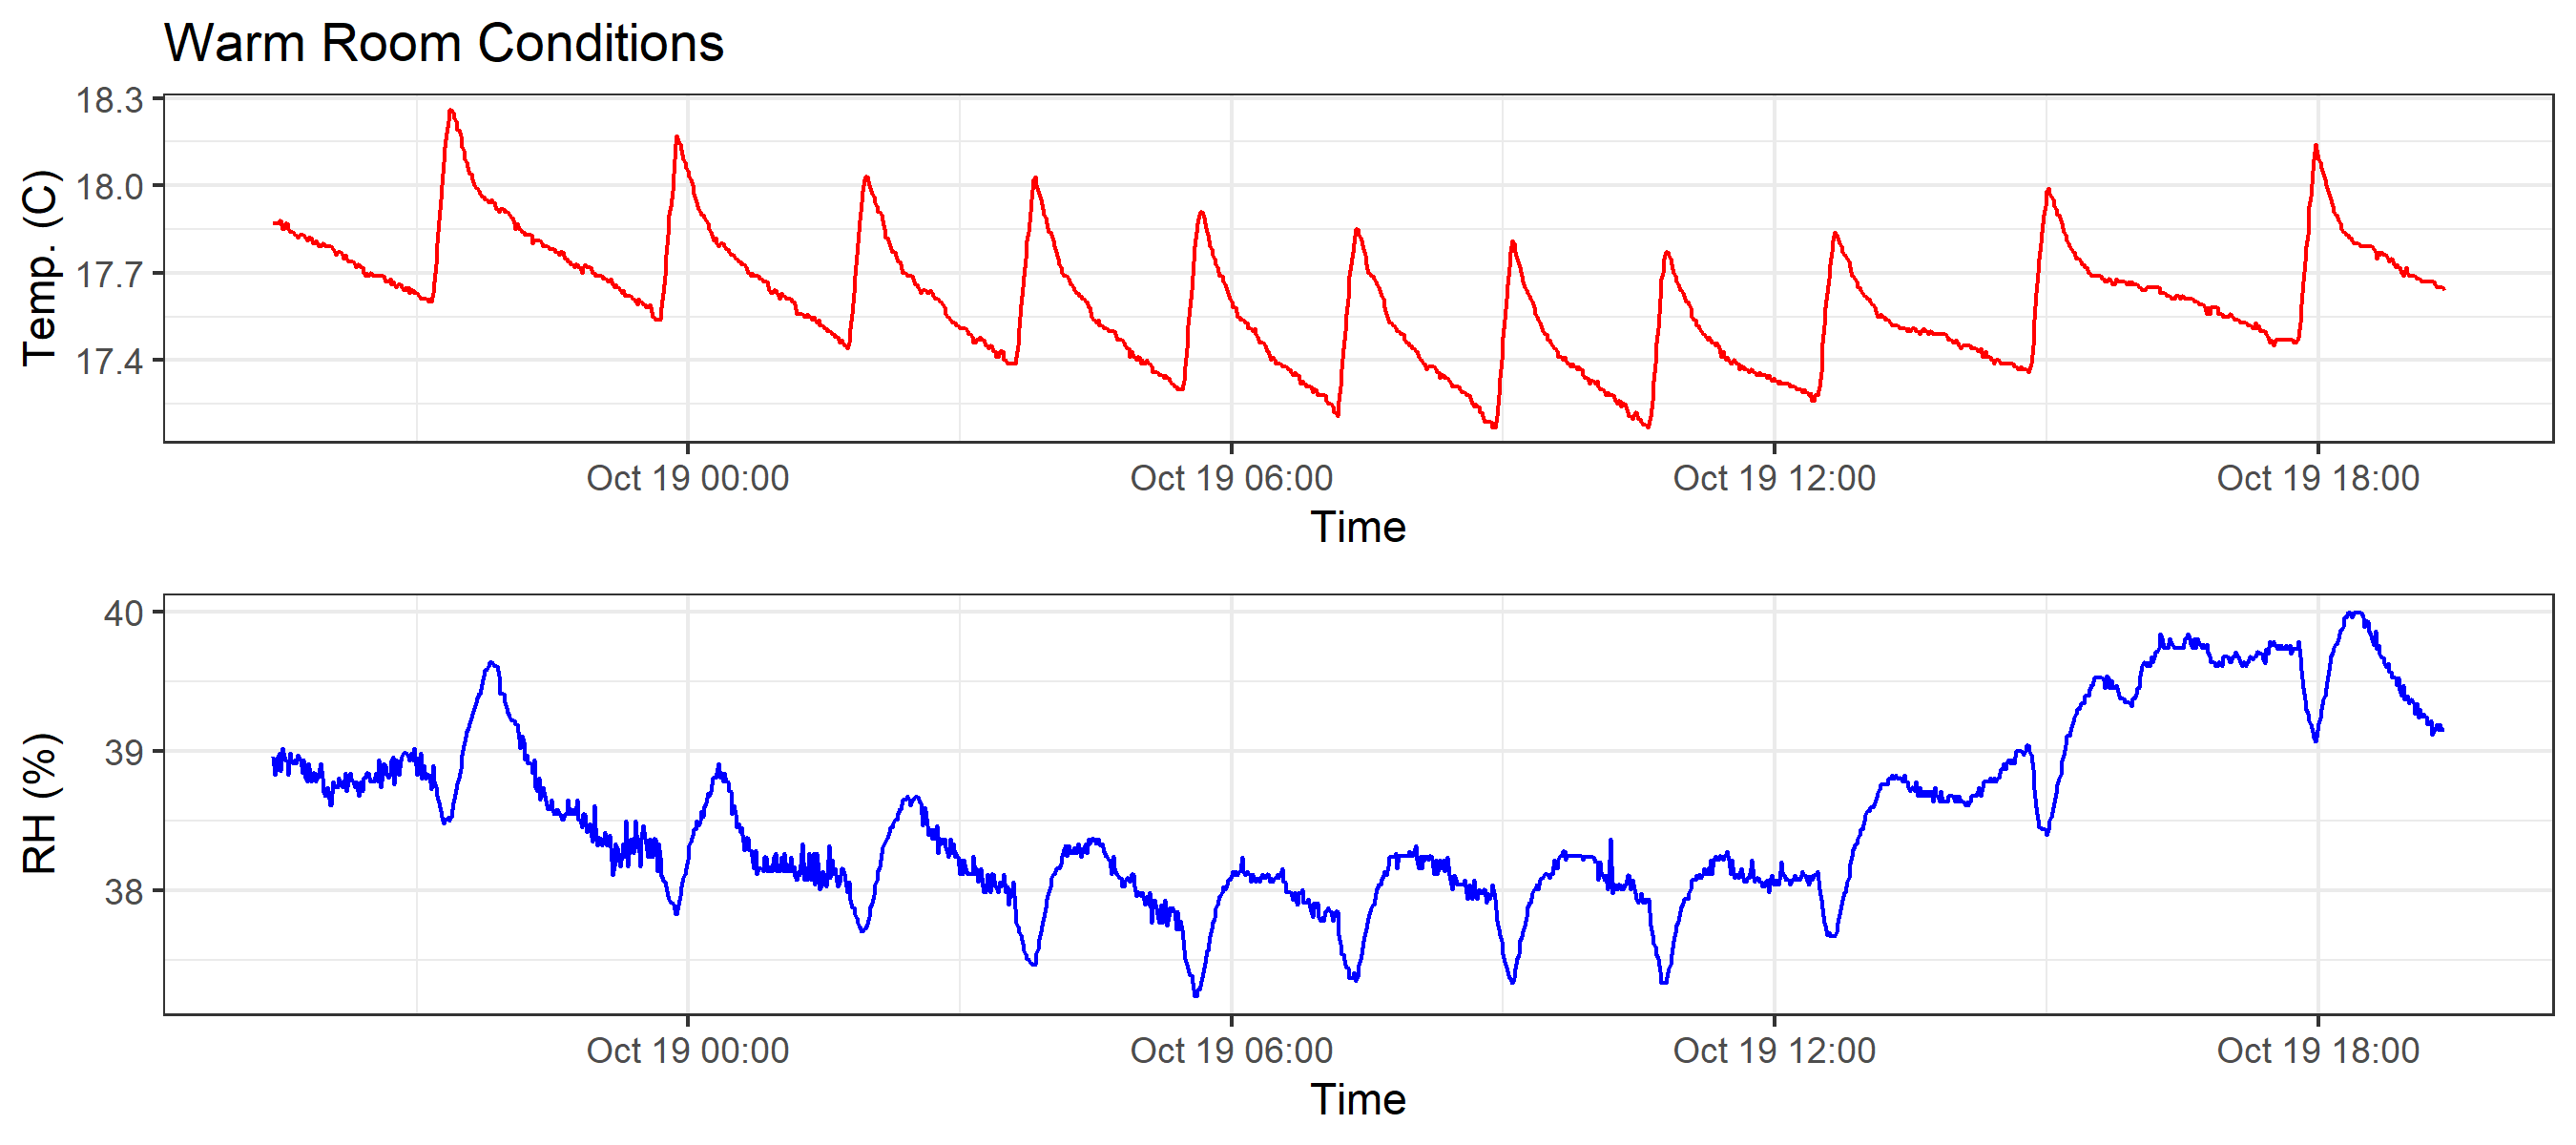 Warm Room Conditions
18.3
18.0
17.7
17.4
Temp. (C)
Oct 19 00:00 Oct 19 06:00 Oct 19 12:00 Oct 19 18:00
Time
40
39
38
RH (%)
Oct 19 00:00 Oct 19 06:00 Oct 19 12:00 Oct 19 18:00
Time